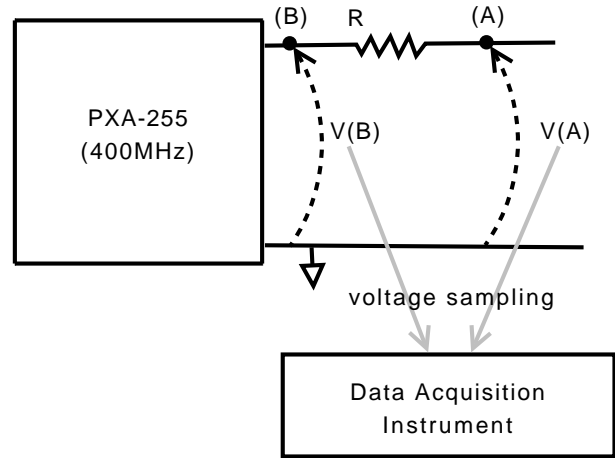 (B)
R
(A)
PXA-255
(400MHz)
V(B)
V(A)
voltage sampling
Data Acquisition
Instrument